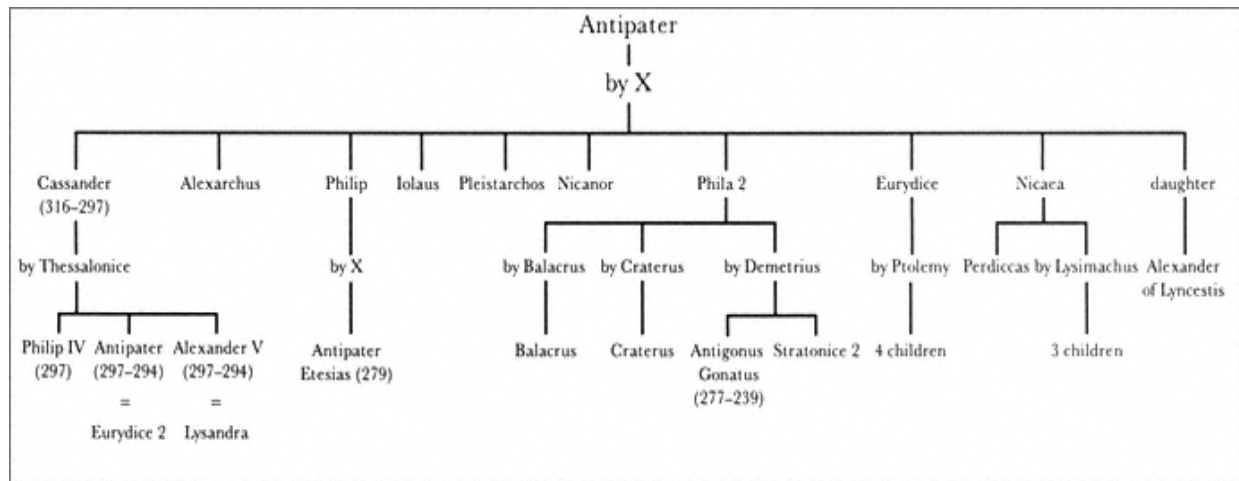 Antipater
by X
Cassander Alexarchus Philip Iolaus Pleistarchos Nicanor Phila 2 Eurydice Nicaea daughter
(316–297)
by Thessalonice by X by Balacrus by Craterus by Demetrius by Ptolemy Perdiccas by Lysimachus Alexander
of Lyncestis
Philip IV Antipater Alexander V Antipater Balacrus Craterus Antigonus Stratonice 2 4 children 3 children
(297) (297–294) (297–294) Etesias (279) Gonatus
(277–239)
= =
Eurydice 2 Lysandra